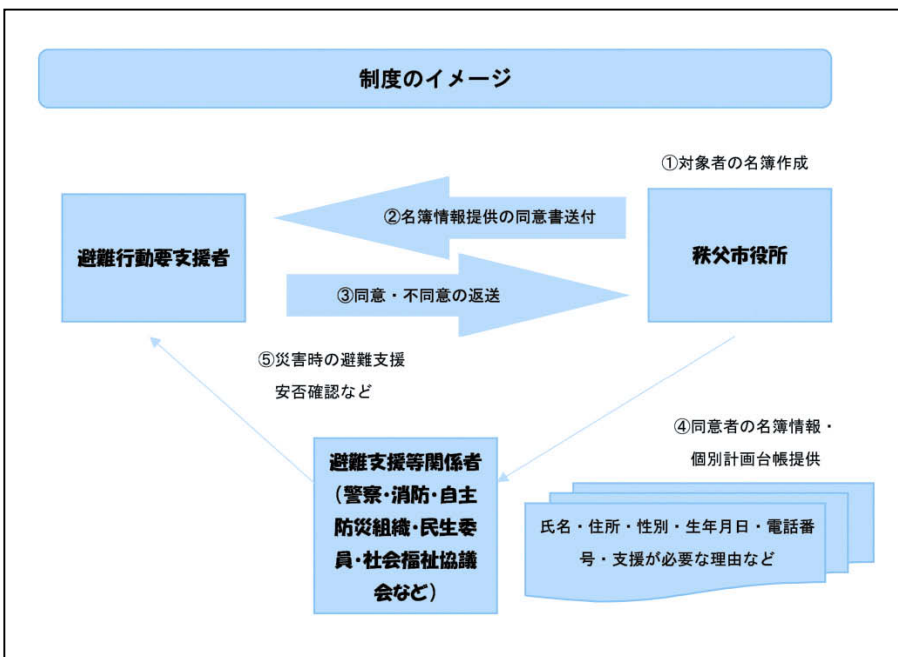 制度のイメージ
①対象者の名簿作成
②名簿情報提供の同意書送付
避難行動要支援者
秩父市役所
③同意・不同意の返送
⑤災害時の避難支援
安否確認など
④同意者の名簿情報・
個別計画台帳提供
避難支援等関係者
(警察・消防・自主
防災組織・民生委
員・社会福祉協議
会など)
氏名・住所・性別・生年月日・電話番
号・支援が必要な理由など